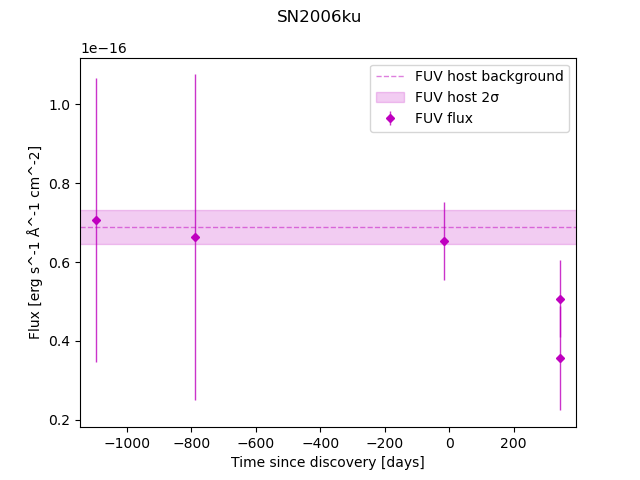 SN2006ku
1e−16
FUV host background
FUV host 2σ
FUV flux
1.0
0.8
0.6
0.4
0.2
Flux [erg s^-1 Å^-1 cm^-2]
−1000 −800 −600 −400 −200 0 200
Time since discovery [days]